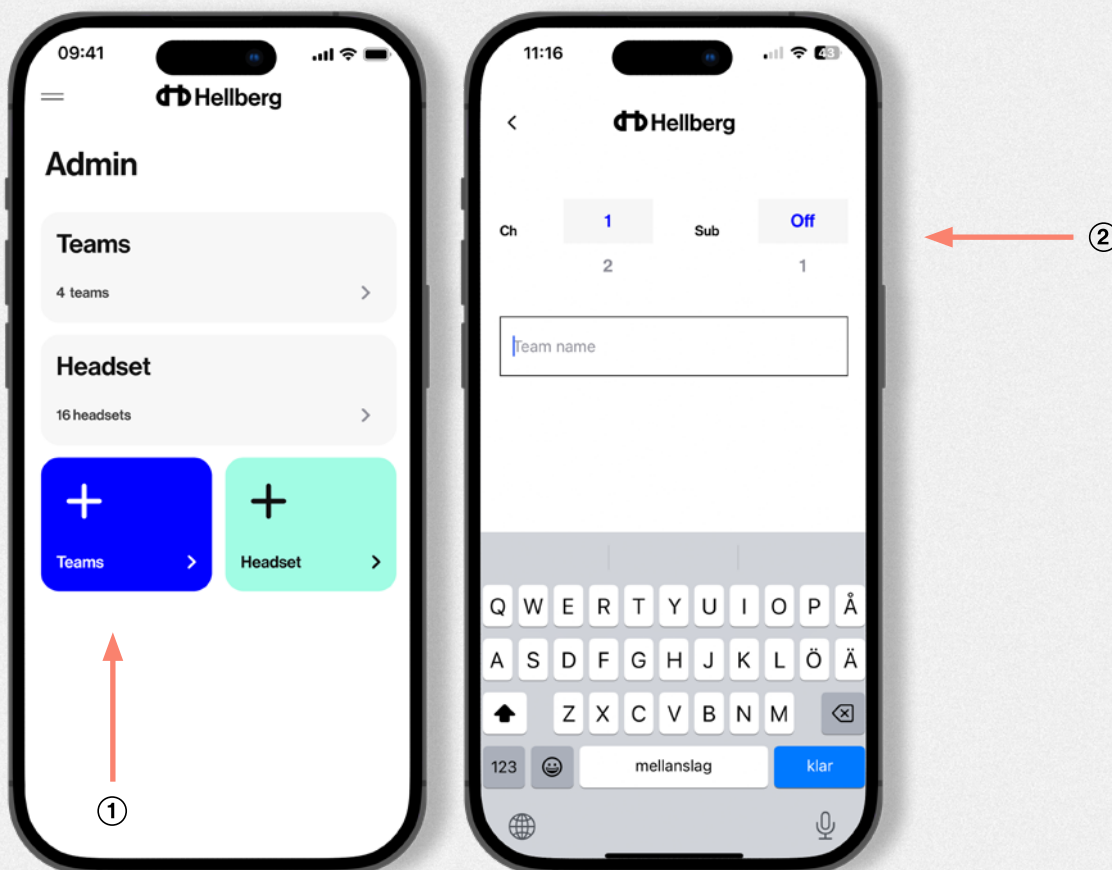 09:41
Hellberg
Admin
Teams
4 teams
Headset
16 headsets
Teams
Headset
①
11:16
43
Hellberg
Ch 1 Sub Off
2 1
Team name
Q W E R T Y U I O P Å
A S D F G H J K L Ö Ä
Z X C V B N M
123 mellanslag klar
②